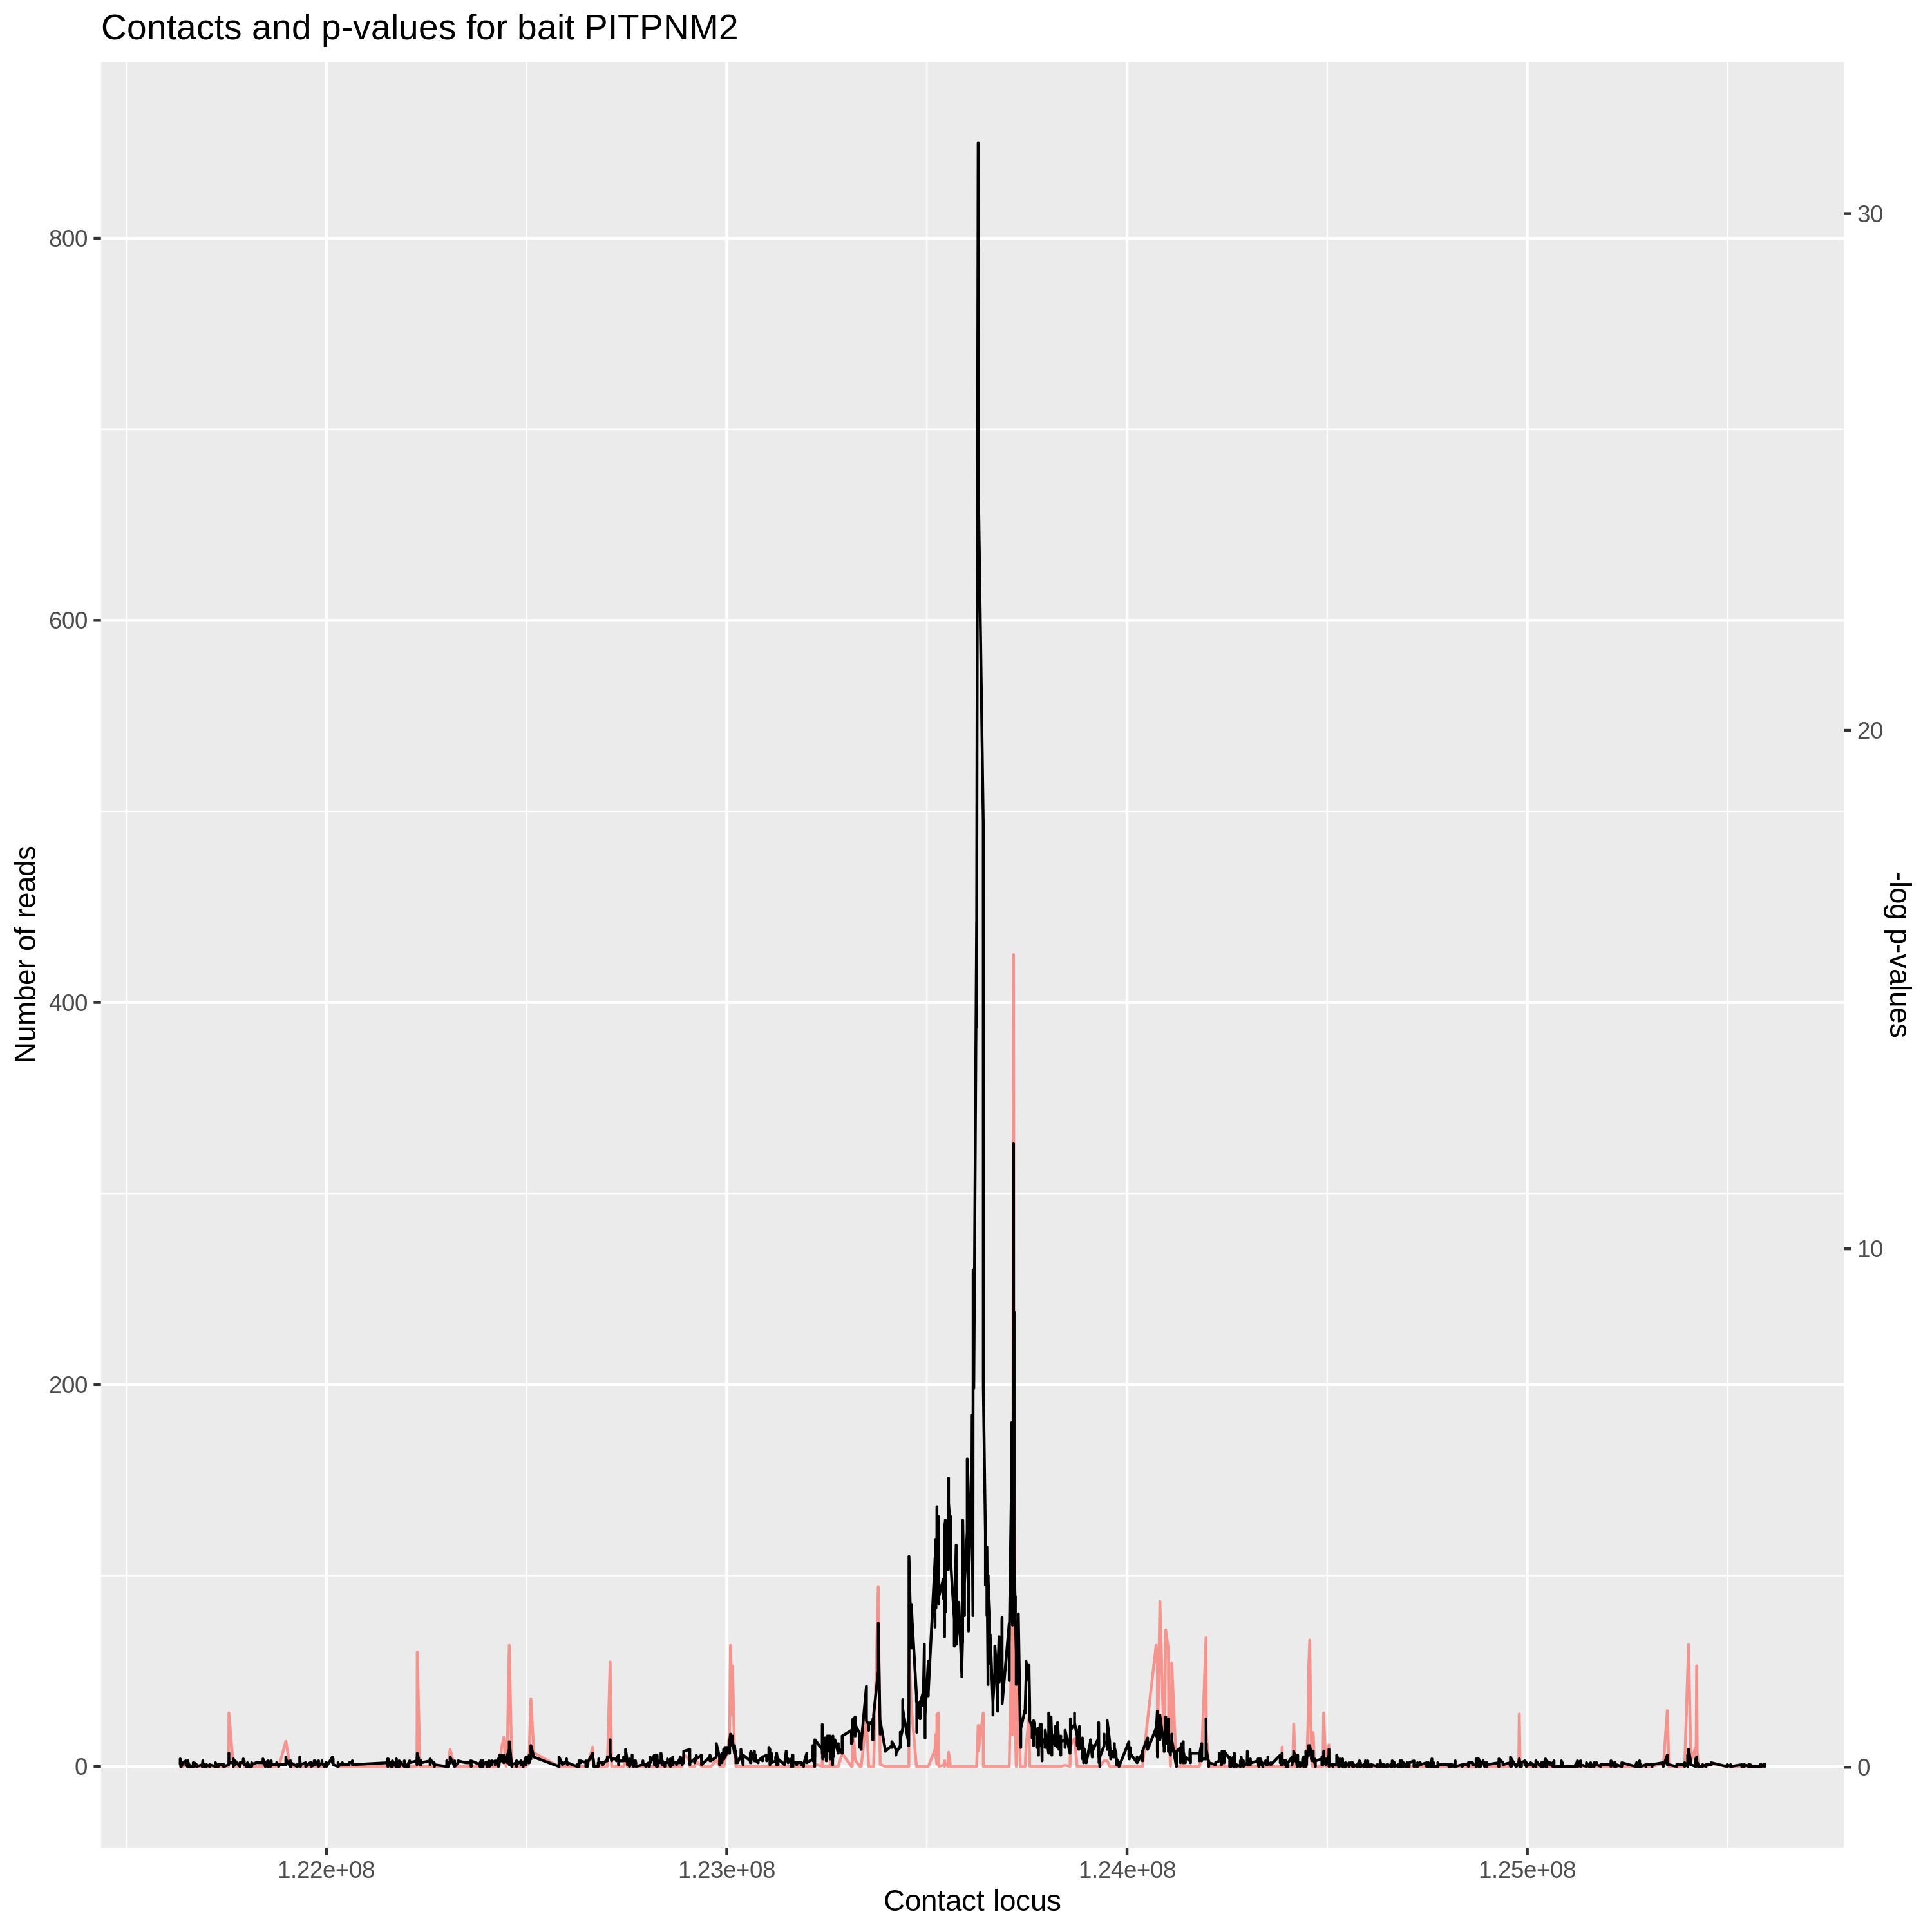 Contacts and p-values for bait PITPNM2
Number of reads
800
600
400
200
0
30
20
10
0
-log p-values
1.22e+08
1.23e+08
1.24e+08
1.25e+08
Contact locus